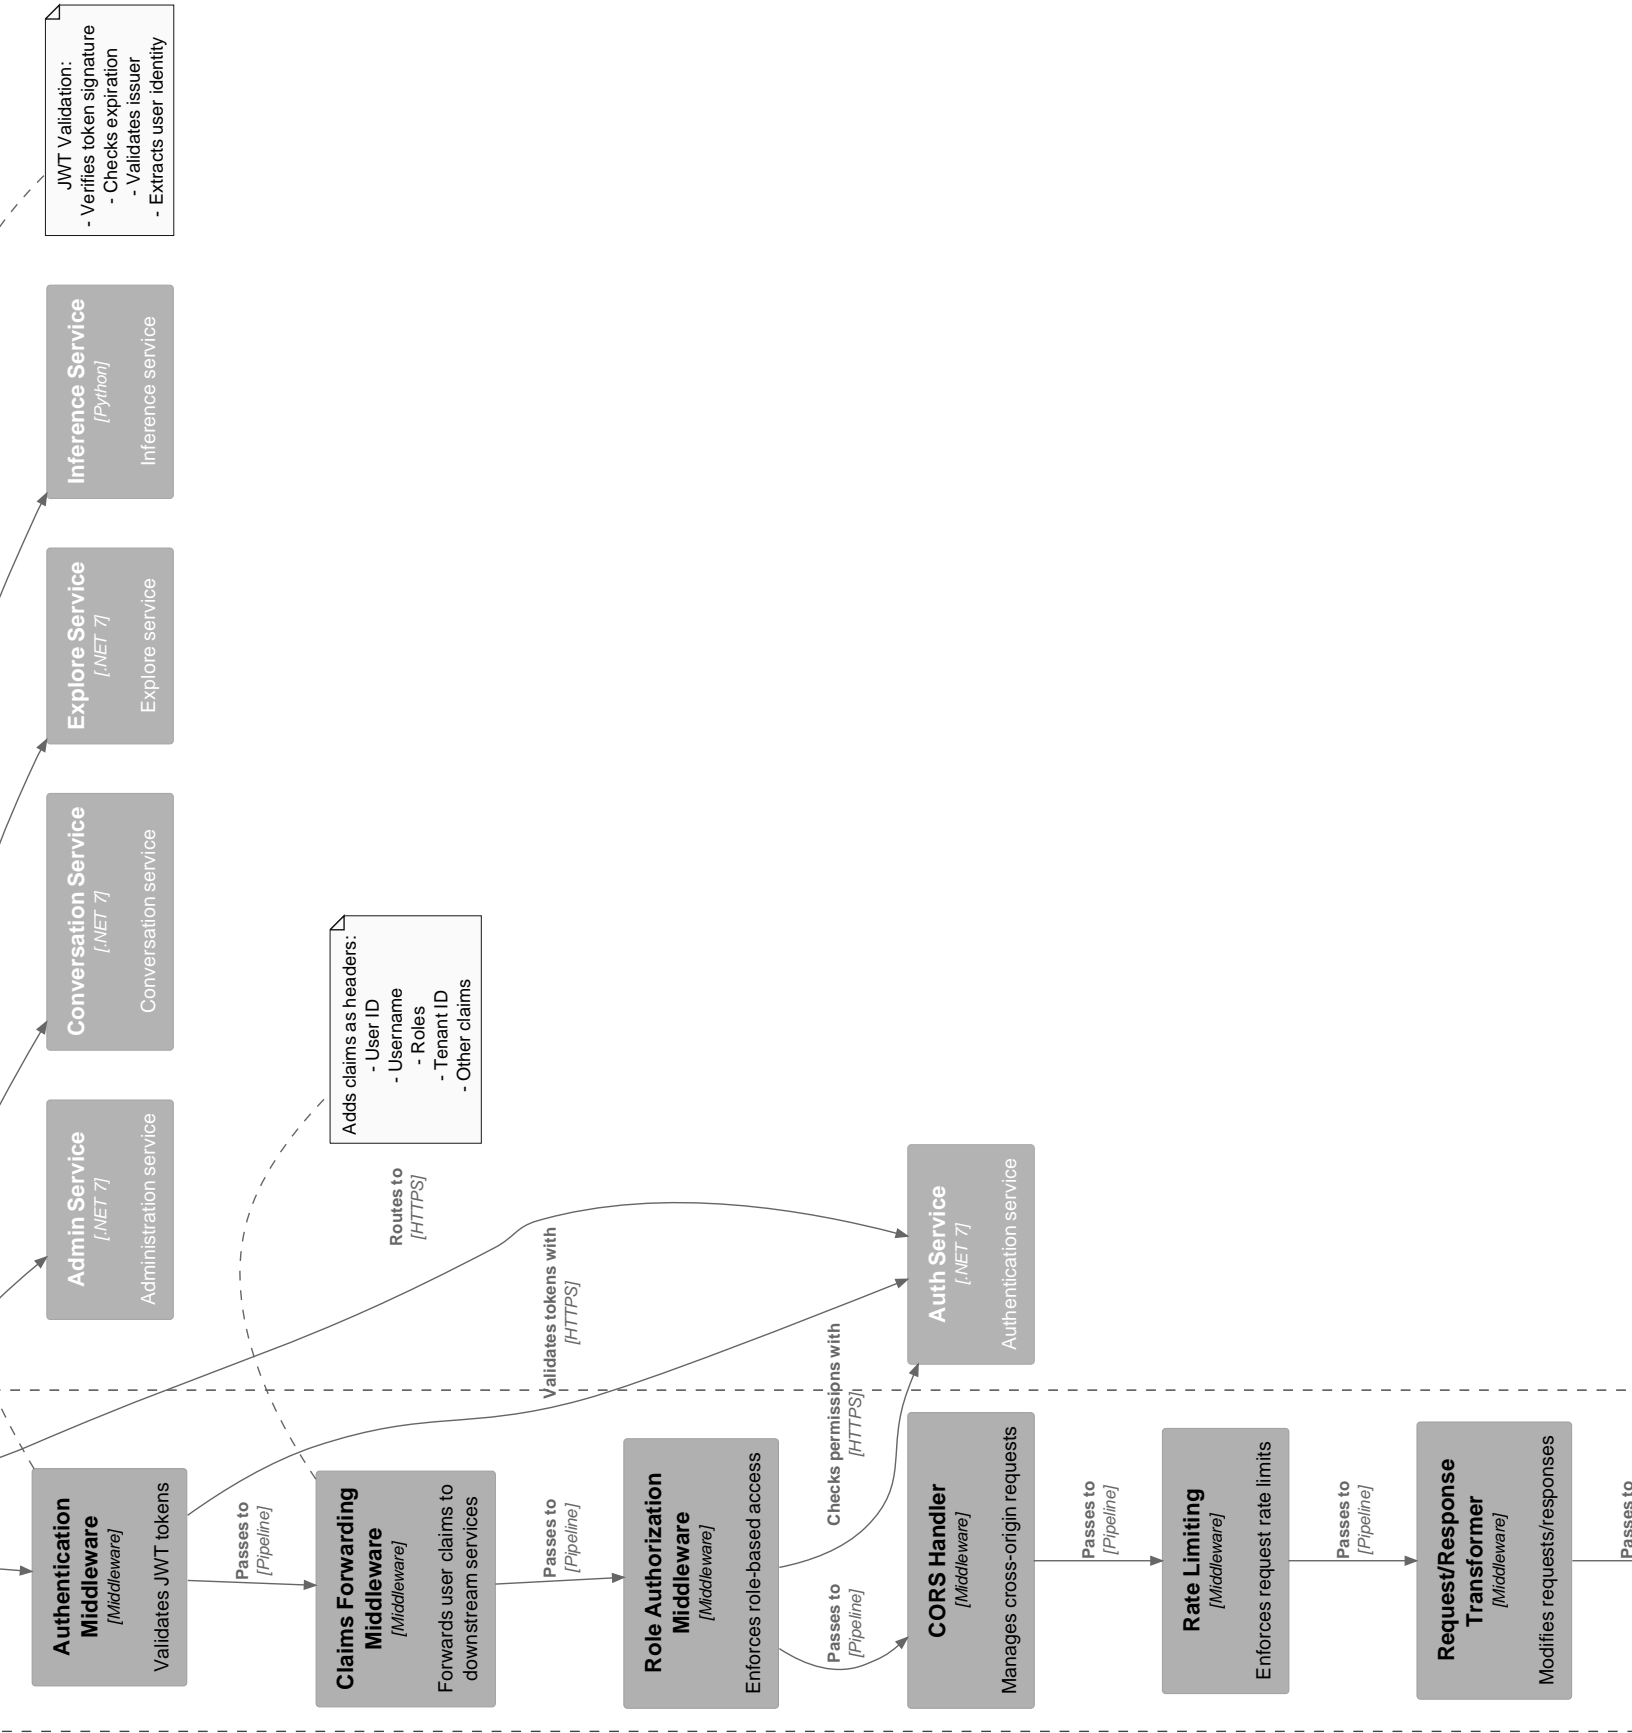 JWT Validation:
- Verifies token signature
- Checks expiration
- Validates issuer
- Extracts user identity
Inference Service
[Python]
Inference service
Explore Service
[.NET 7]
Explore service
Conversation Service
[.NET 7]
Conversation service
Admin Service
[.NET 7]
Administration service
Adds claims as headers:
- User ID
- Username
- Roles
- Tenant ID
- Other claims
Routes to
[HTTPS]
Validates tokens with
[HTTPS]
Checks permissions with
[HTTPS]
Auth Service
[.NET 7]
Authentication service
Authentication
Middleware
[Middleware]
Validates JWT tokens
Passes to
[Pipeline]
Claims Forwarding
Middleware
[Middleware]
Forwards user claims to
downstream services
Passes to
[Pipeline]
Role Authorization
Middleware
[Middleware]
Enforces role-based access
Passes to
[Pipeline]
CORS Handler
[Middleware]
Manages cross-origin requests
Passes to
[Pipeline]
Rate Limiting
[Middleware]
Enforces request rate limits
Passes to
[Pipeline]
Request/Response
Transformer
[Middleware]
Modifies requests/responses
Passes to